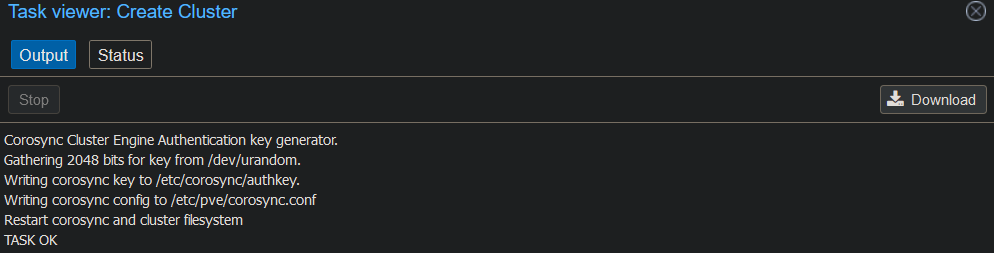 Task viewer: Create Cluster
Output Status
Stop Download
Corosync Cluster Engine Authentication key generator.
Gathering 2048 bits for key from /dev/urandom.
Writing corosync key to /etc/corosync/authkey.
Writing corosync config to /etc/pve/corosync.conf
Restart corosync and cluster filesystem
TASK OK